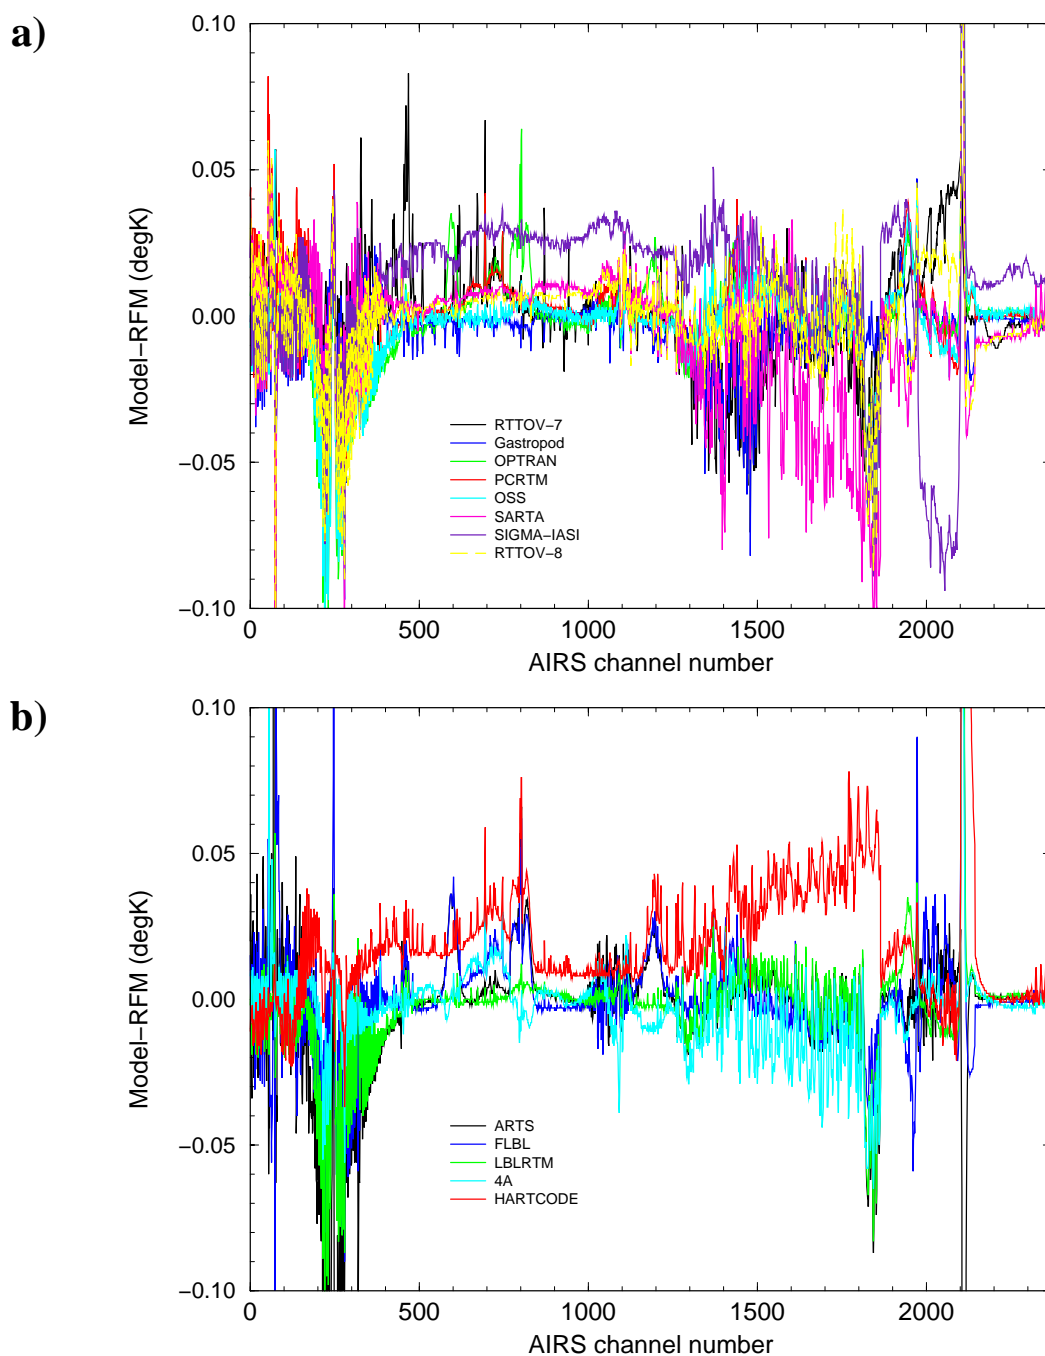 a)
0.10
0.05
0.00
−0.05
−0.10
Model−RFM (degK)
RTTOV−7
Gastropod
OPTRAN
PCRTM
OSS
SARTA
SIGMA−IASI
RTTOV−8
0 500 1000 1500 2000
AIRS channel number
b)
0.10
0.05
0.00
−0.05
−0.10
Model−RFM (degK)
ARTS
FLBL
LBLRTM
4A
HARTCODE
0 500 1000 1500 2000
AIRS channel number